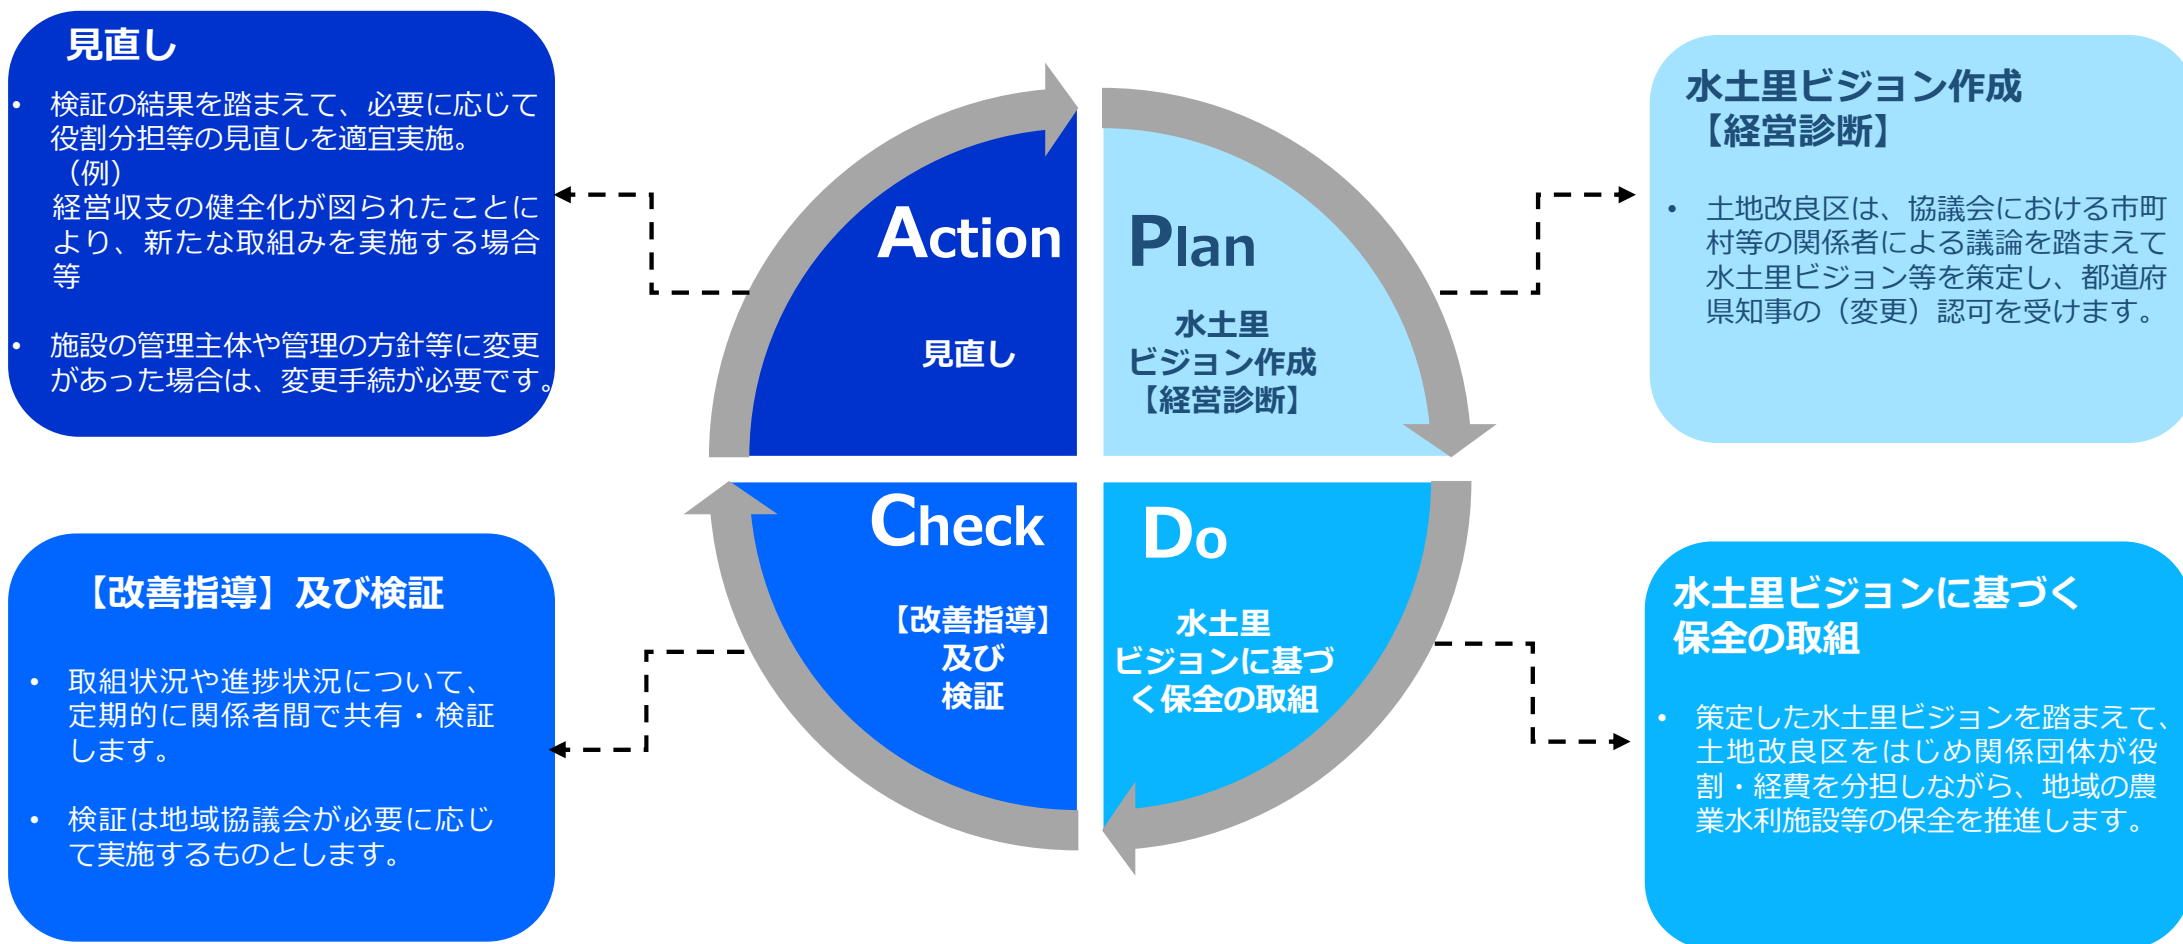 見直し
• 検証の結果を踏まえて、必要に応じて
役割分担等の見直しを適宜実施。
（例）
経営収支の健全化が図られたことに
より、新たな取組みを実施する場合
等
• 施設の管理主体や管理の方針等に変更
があった場合は、変更手続が必要です。
Action
見直し
Plan
水土里
ビジョン作成
【経営診断】
水土里ビジョン作成
【経営診断】
• 土地改良区は、協議会における市町
村等の関係者による議論を踏まえて
水土里ビジョン等を策定し、都道府
県知事の（変更）認可を受けます。
【改善指導】及び検証
• 取組状況や進捗状況について、
定期的に関係者間で共有・検証
します。
• 検証は地域協議会が必要に応じ
て実施するものとします。
Check
【改善指導】
及び
検証
Do
水土里
ビジョンに基づ
く保全の取組
水土里ビジョンに基づく
保全の取組
• 策定した水土里ビジョンを踏まえて、
土地改良区をはじめ関係団体が役
割・経費を分担しながら、地域の農
業水利施設等の保全を推進します。